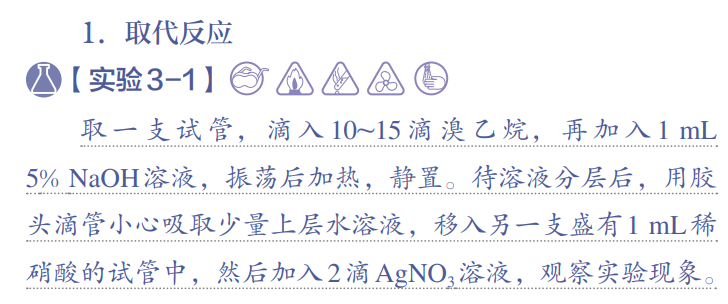 1. 取代反应
【实验3-1】
取一支试管，滴入10~15滴溴乙烷，再加入1 mL
5% NaOH溶液，振荡后加热，静置。待溶液分层后，用胶
头滴管小心吸取少量上层水溶液，移入另一支盛有1 mL稀
硝酸的试管中，然后加入2滴AgNO₃溶液，观察实验现象。